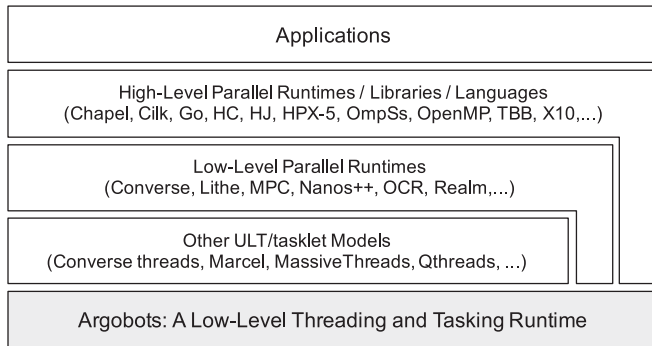 Applications
High-Level Parallel Runtimes / Libraries / Languages
(Chapel, Cilk, Go, HC, HJ, HPX-5, OmpSs, OpenMP, TBB, X10,...)
Low-Level Parallel Runtimes
(Converse, Lithe, MPC, Nanos++, OCR, Realm,...)
Other ULT/tasklet Models
(Converse threads, Marcel, MassiveThreads, Qthreads, ...)
Argobots: A Low-Level Threading and Tasking Runtime